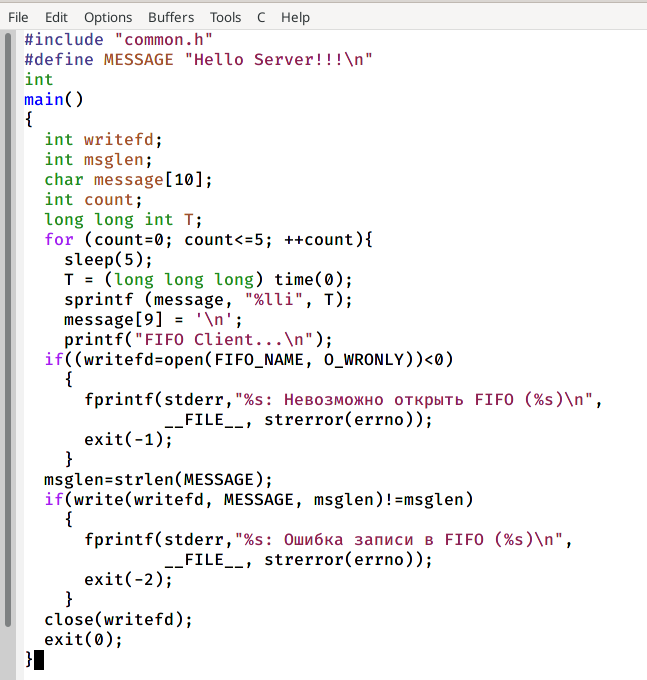 File Edit Options Buffers Tools C Help
#include "common.h"
#define MESSAGE "Hello Server!!!\n"
int
main()
{
  int writefd;
  int msglen;
  char message[10];
  int count;
  long long int T;
  for (count=0; count<=5; ++count){
    sleep(5);
    T = (long long long) time(0);
    sprintf (message, "%lli", T);
    message[9] = '\n';
    printf("FIFO Client...\n");
  if((writefd=open(FIFO_NAME, O_WRONLY))<0)
    {
      fprintf(stderr,"%s: Невозможно открыть FIFO (%s)\n",
              __FILE__, strerror(errno));
      exit(-1);
    }
  msglen=strlen(MESSAGE);
  if(write(writefd, MESSAGE, msglen)!=msglen)
    {
      fprintf(stderr,"%s: Ошибка записи в FIFO (%s)\n",
              __FILE__, strerror(errno));
      exit(-2);
    }
  close(writefd);
  exit(0);
}